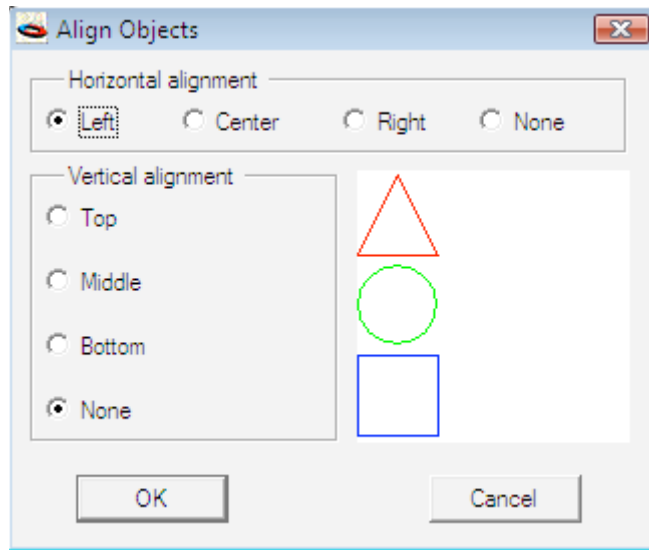 Align Objects
Horizontal alignment
Left Center Right None
Vertical alignment
Top
Middle
Bottom
None
OK Cancel